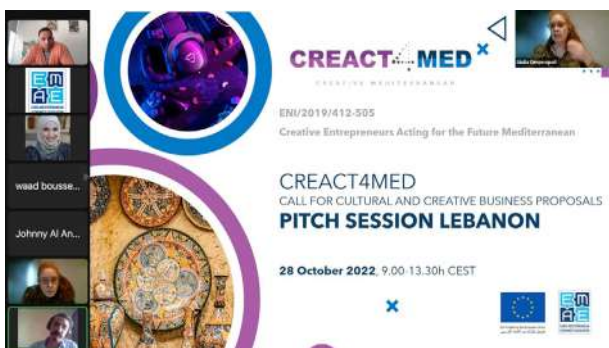 CREACT4MED
CREATIVE MEDITERRANEAN
ENI/2019/412-505
Creative Entrepreneurs Acting for the Future Mediterranean
CREACT4MED
CALL FOR CULTURAL AND CREATIVE BUSINESS PROPOSALS
PITCH SESSION LEBANON
28 October 2022, 9.00-13.30h CEST
EMAE
waad bousse...
Johnny Al An...
EMAE